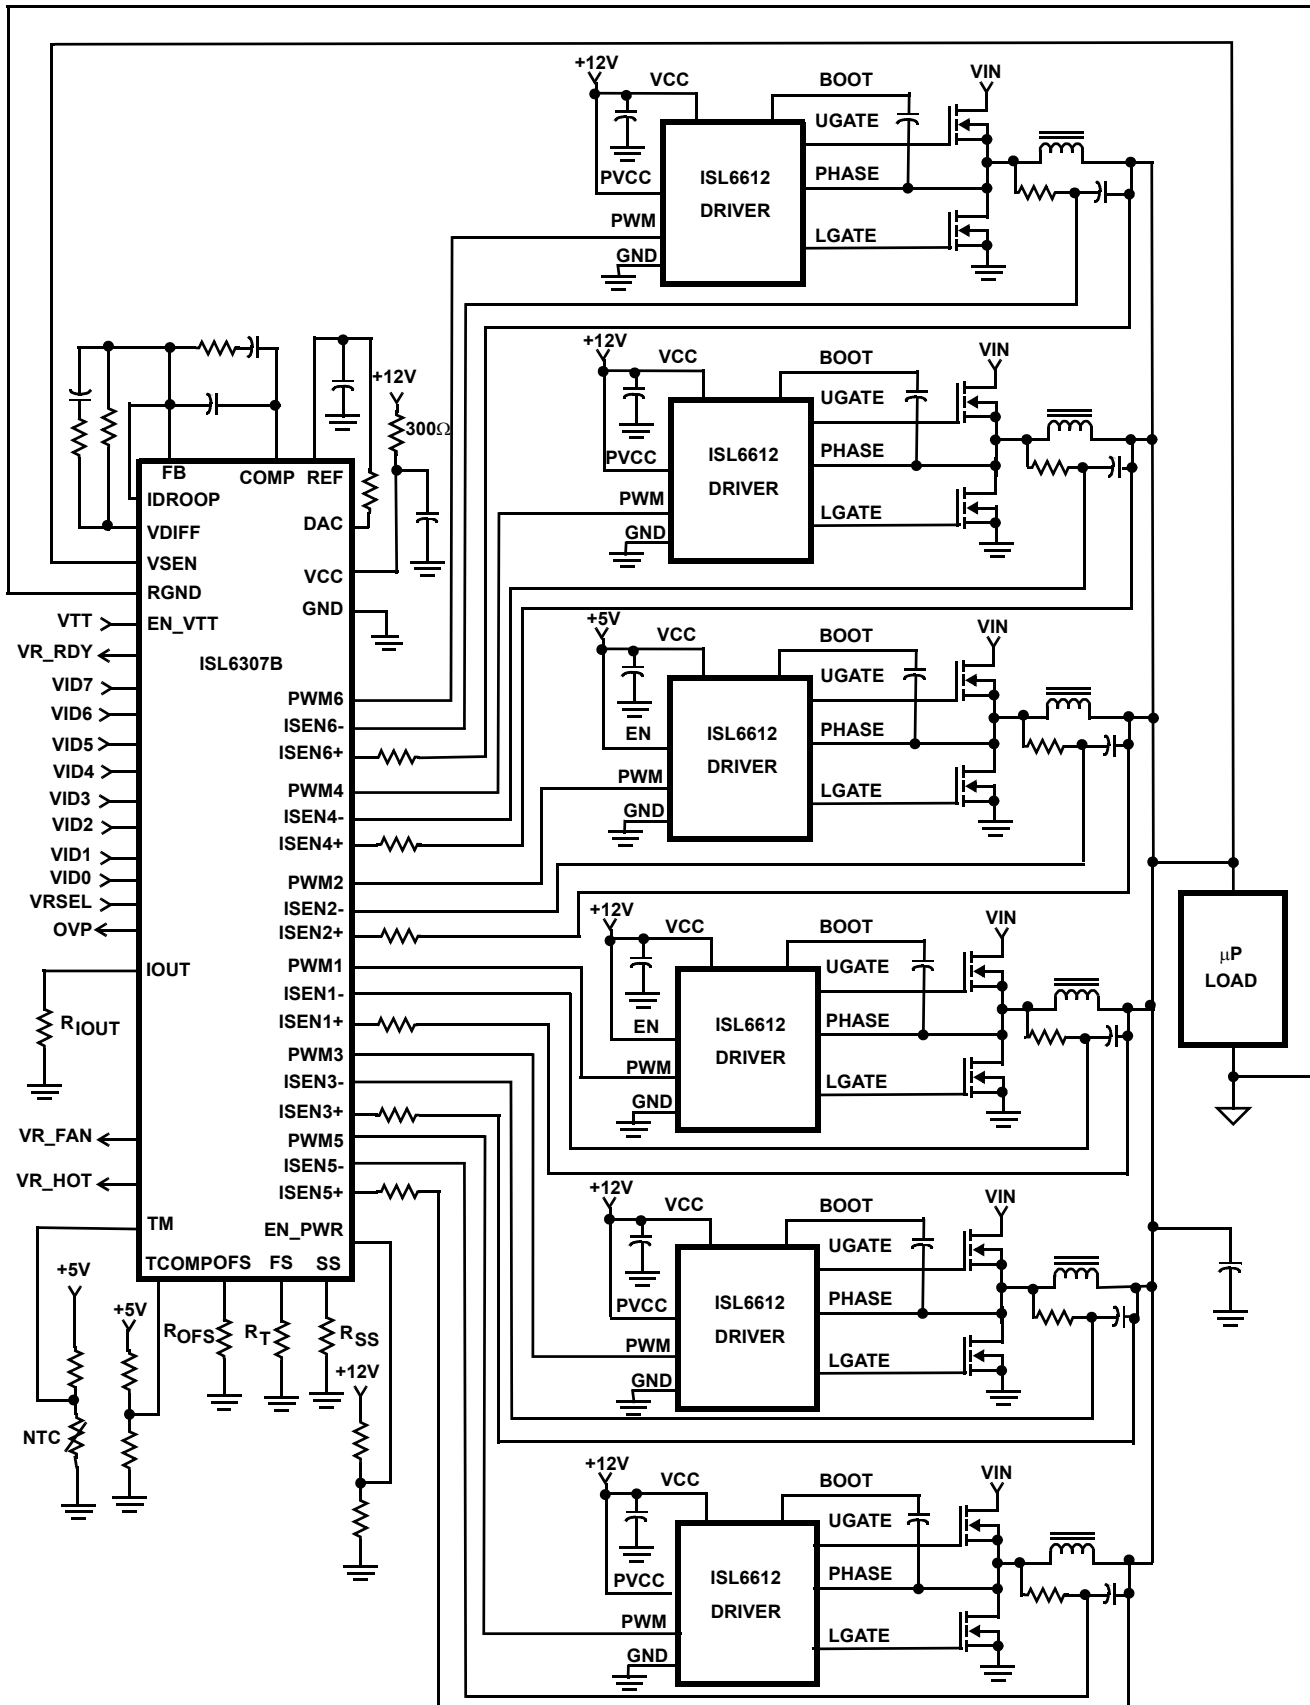 +12V
VCC
BOOT
VIN
UGATE
PVCC
ISL6612
DRIVER
PHASE
PWM
LGATE
GND
+12V
VCC
BOOT
VIN
UGATE
PVCC
ISL6612
DRIVER
PHASE
PWM
LGATE
GND
+5V
VCC
BOOT
VIN
UGATE
EN
ISL6612
DRIVER
PHASE
PWM
LGATE
GND
+12V
VCC
BOOT
VIN
UGATE
EN
ISL6612
DRIVER
PHASE
PWM
LGATE
GND
+12V
VCC
BOOT
VIN
UGATE
PVCC
ISL6612
DRIVER
PHASE
PWM
LGATE
GND
+12V
VCC
BOOT
VIN
UGATE
PVCC
ISL6612
DRIVER
PHASE
PWM
LGATE
GND
+12V
300Ω
FB
COMP
REF
IDROOP
VDIFF
DAC
VSEN
VCC
RGND
GND
VTT
EN_VTT
VR_RDY
ISL6307B
VID7
VID6
VID5
VID4
VID3
VID2
VID1
VID0
VRSEL
OVP
PWM6
ISEN6-
ISEN6+
PWM4
ISEN4-
ISEN4+
PWM2
ISEN2-
ISEN2+
PWM1
ISEN1-
ISEN1+
PWM3
ISEN3-
ISEN3+
PWM5
ISEN5-
ISEN5+
EN_PWR
IOUT
RIOUT
VR_FAN
VR_HOT
TM
TCOMP
OFS
FS
SS
+5V
+5V
ROFS
RT
RSS
+12V
NTC
µP
LOAD